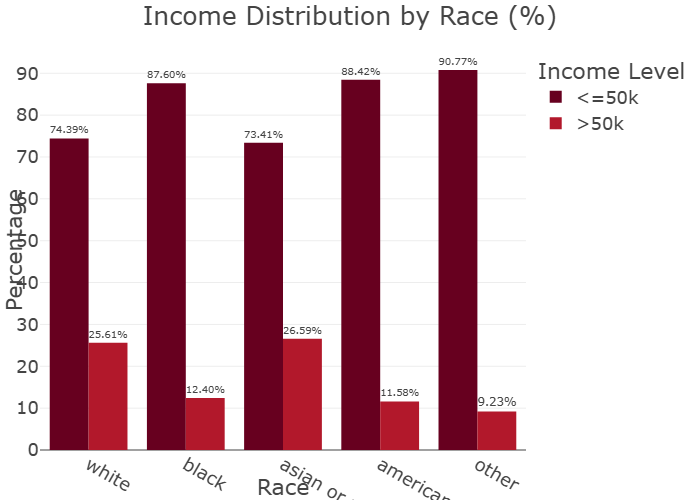 Income Distribution by Race (%)
Income Level
<=50k
>50k
Percentage
90
80
70
60
50
40
30
20
10
0
74.39%
25.61%
87.60%
12.40%
73.41%
26.59%
88.42%
11.58%
90.77%
9.23%
white
black
asian or
american
other
Race